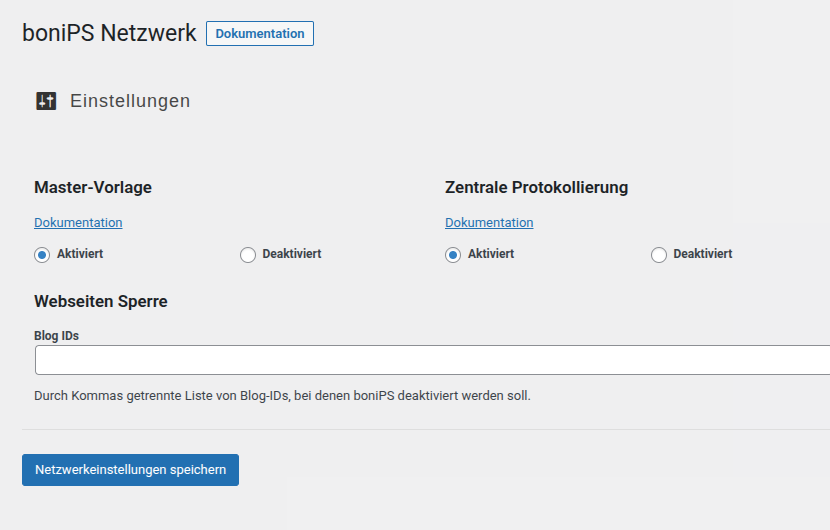 boniPS Netzwerk Dokumentation
Einstellungen
Master-Vorlage Zentrale Protokollierung
Dokumentation Dokumentation
Aktiviert Deaktiviert Aktiviert Deaktiviert
Webseiten Sperre
Blog IDs
Durch Kommas getrennte Liste von Blog-IDs, bei denen boniPS deaktiviert werden soll.
Netzwerkeinstellungen speichern